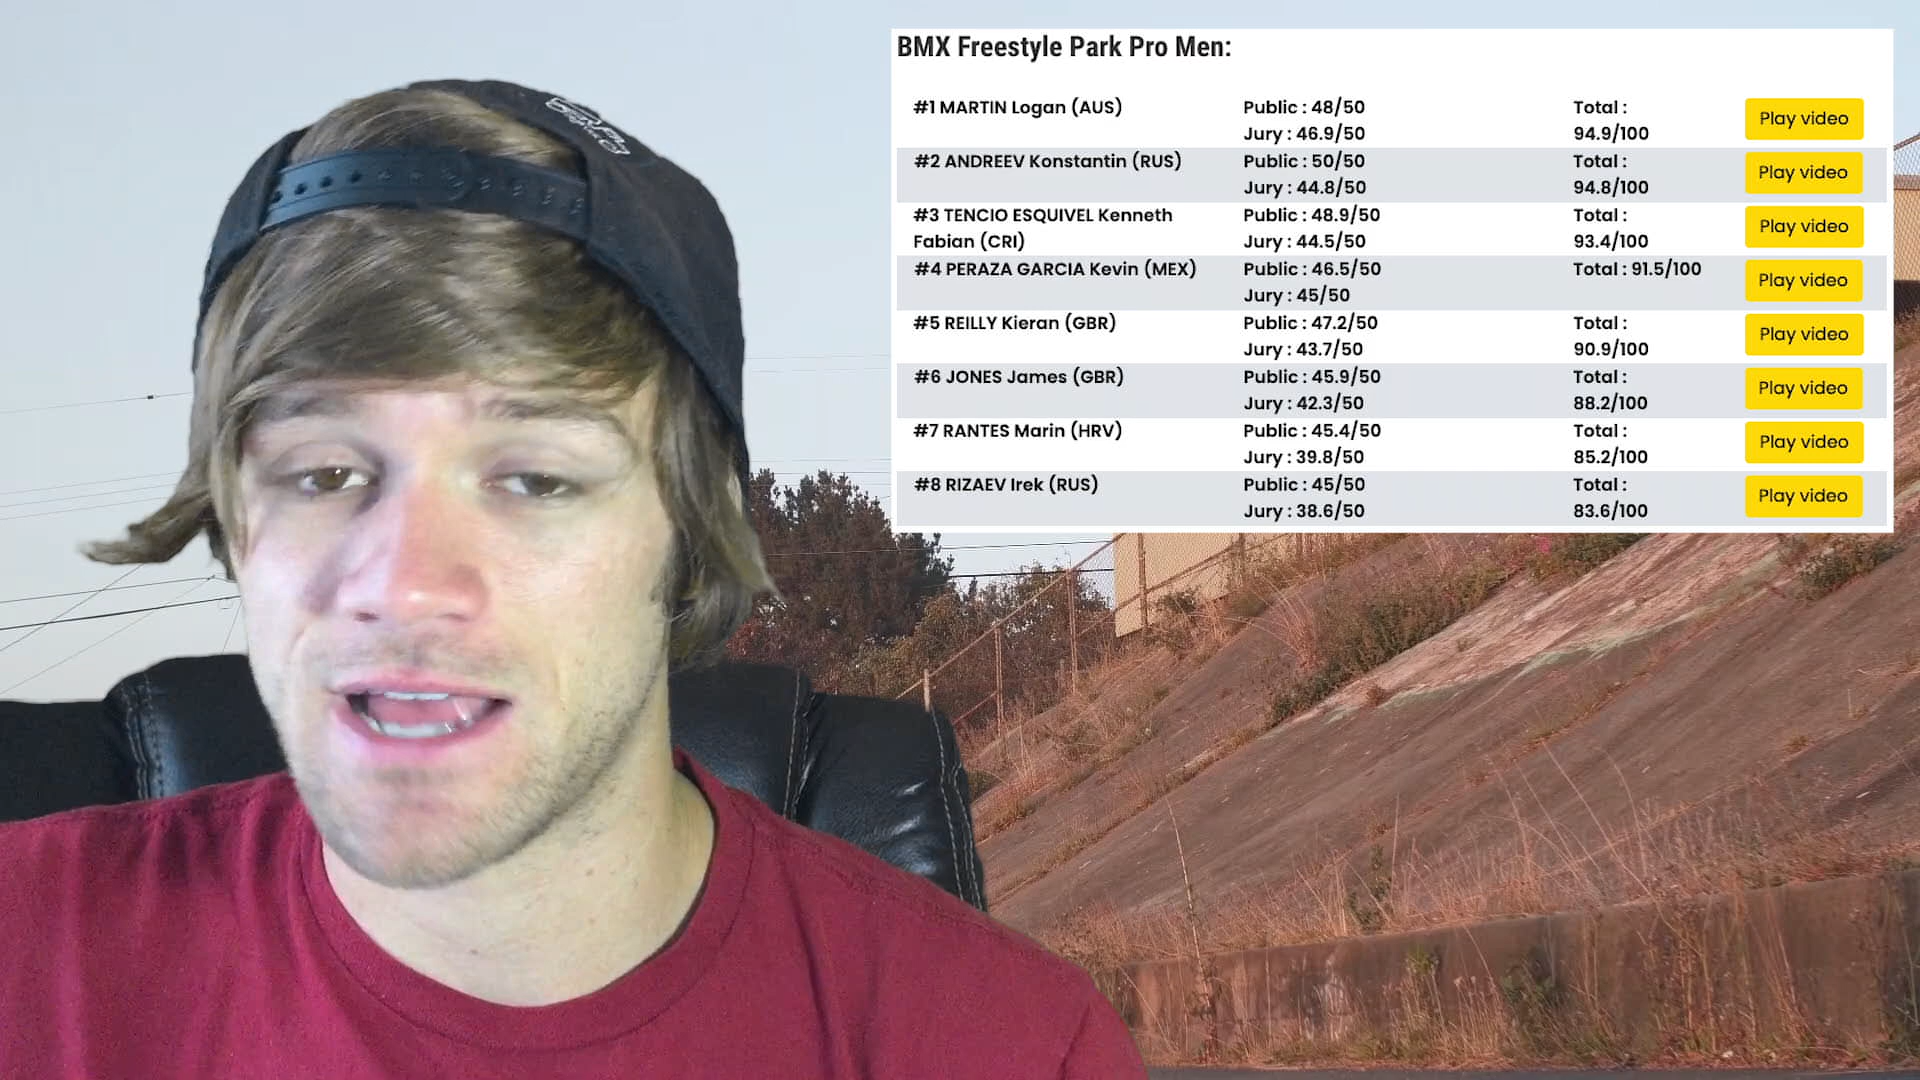 BMX Freestyle Park Pro Men:
#1 MARTIN Logan (AUS) Public : 48/50 Total : Play video
Jury : 46.9/50 94.9/100
#2 ANDREEV Konstantin (RUS) Public : 50/50 Total : Play video
Jury : 44.8/50 94.8/100
#3 TENCIO ESQUIVEL Kenneth Public : 48.9/50 Total : Play video
Fabian (CRI) Jury : 44.5/50 93.4/100
#4 PERAZA GARCIA Kevin (MEX) Public : 46.5/50 Total : 91.5/100 Play video
Jury : 45/50
#5 REILLY Kieran (GBR) Public : 47.2/50 Total : Play video
Jury : 43.7/50 90.9/100
#6 JONES James (GBR) Public : 45.9/50 Total : Play video
Jury : 42.3/50 88.2/100
#7 RANTES Marin (HRV) Public : 45.4/50 Total : Play video
Jury : 39.8/50 85.2/100
#8 RIZAEV Irek (RUS) Public : 45/50 Total : Play video
Jury : 38.6/50 83.6/100